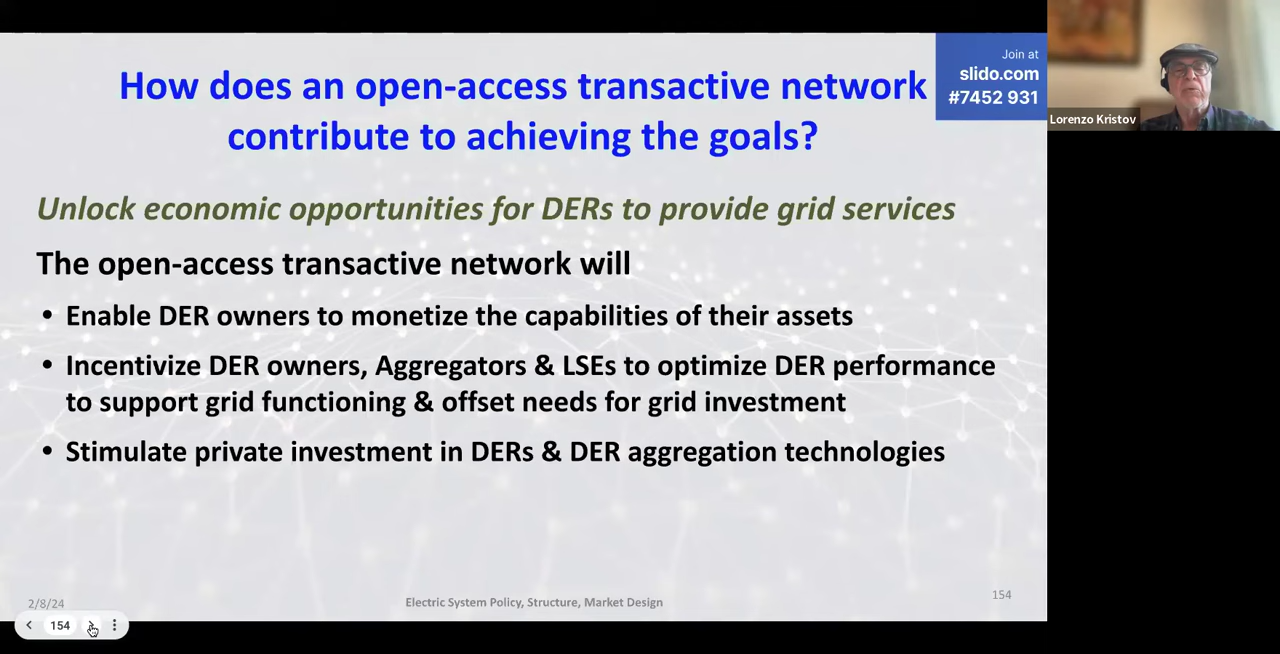 How does an open-access transactive network
contribute to achieving the goals?
Join at
slido.com
#7452 931
Lorenzo Kristov
Unlock economic opportunities for DERs to provide grid services
The open-access transactive network will
• Enable DER owners to monetize the capabilities of their assets
• Incentivize DER owners, Aggregators & LSEs to optimize DER performance
to support grid functioning & offset needs for grid investment
• Stimulate private investment in DERs & DER aggregation technologies
2/8/24
Electric System Policy, Structure, Market Design
154
154